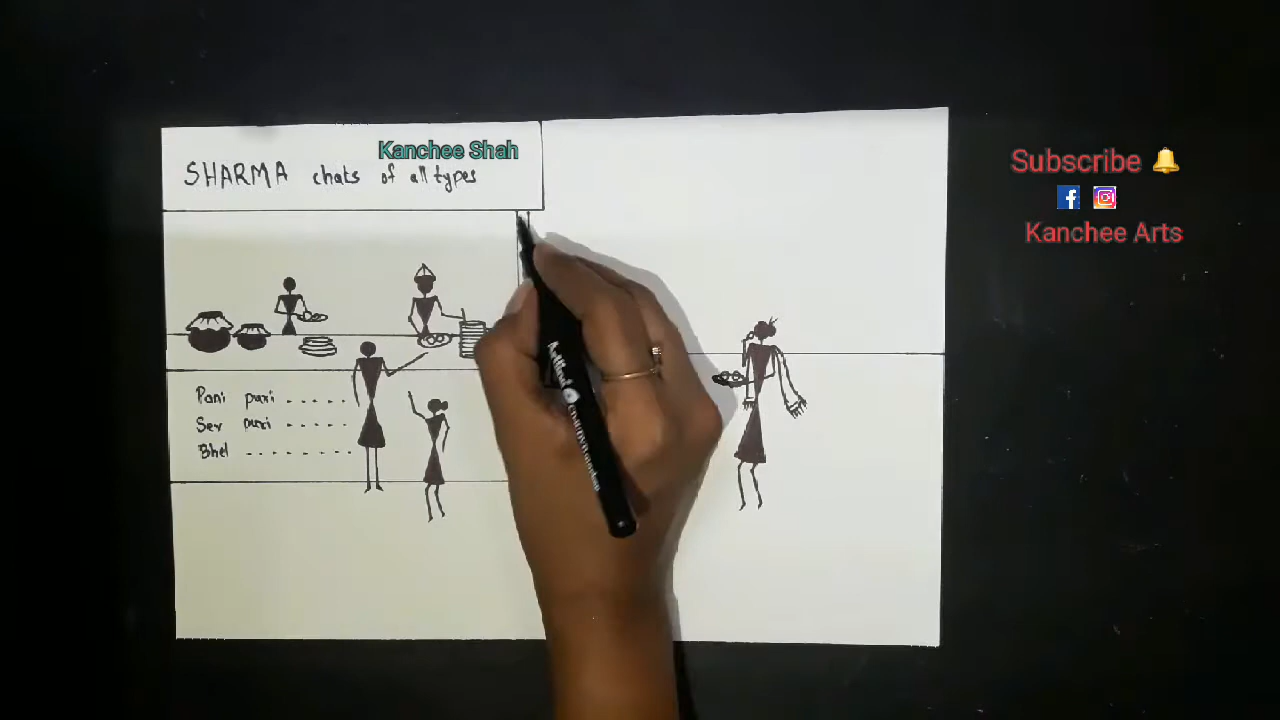 Kanchee Shah
SHARMA chats of all types
Pani puri .....
Sev puri .....
Bhel ........
Subscribe
Kanchee Arts